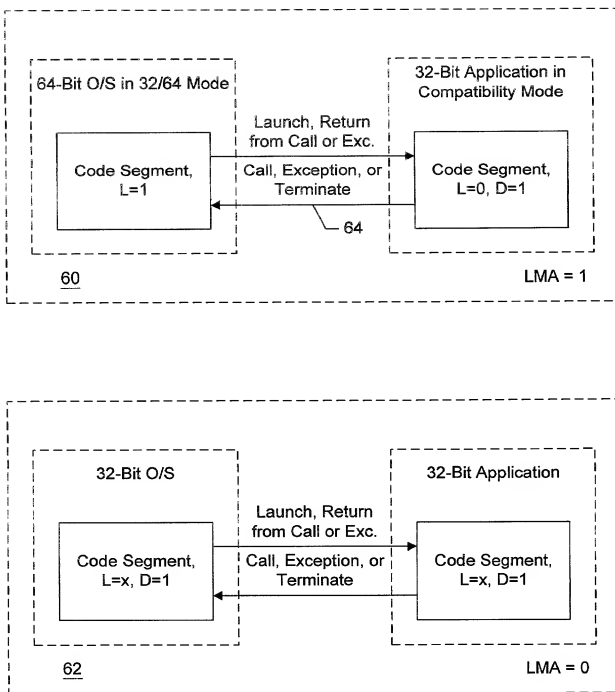 64-Bit O/S in 32/64 Mode
32-Bit Application in
Compatibility Mode
Launch, Return
from Call or Exc.
Code Segment,
L=1
Call, Exception, or
Terminate
Code Segment,
L=0, D=1
64
60
LMA = 1
32-Bit O/S
32-Bit Application
Launch, Return
from Call or Exc.
Code Segment,
L=x, D=1
Call, Exception, or
Terminate
Code Segment,
L=x, D=1
62
LMA = 0